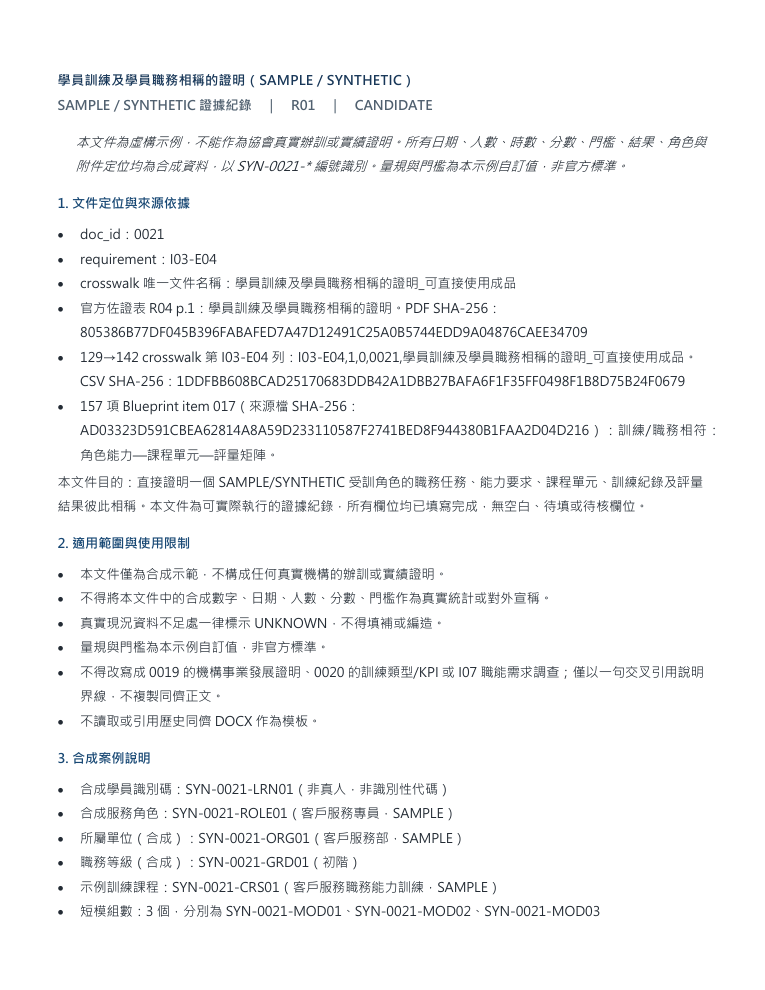 學員訓練及學員職務相稱的證明（SAMPLE / SYNTHETIC）
SAMPLE / SYNTHETIC 證據紀錄 ｜ R01 ｜ CANDIDATE
本文件為虛構示例，不能作為協會真實辦訓或實績證明。所有日期、人數、時數、分數、門檻、結果、角色與
附件定位均為合成資料，以 SYN-0021-* 編號識別。量規與門檻為本示例自訂值，非官方標準。
1. 文件定位與來源依據
• doc_id：0021
• requirement：I03-E04
• crosswalk 唯一文件名稱：學員訓練及學員職務相稱的證明_可直接使用成品
• 官方佐證表 R04 p.1：學員訓練及學員職務相稱的證明。PDF SHA-256：
805386B77DF045B396FABAFED7A47D12491C25A0B5744EDD9A04876CAEE34709
• 129→142 crosswalk 第 I03-E04 列：I03-E04,1,0,0021,學員訓練及學員職務相稱的證明_可直接使用成品。
CSV SHA-256：1DDFBB608BCAD25170683DDB42A1DBB27BAFA6F1F35FF0498F1B8D75B24F0679
• 157 項 Blueprint item 017（來源檔 SHA-256：
AD03323D591CBEA62814A8A59D233110587F2741BED8F944380B1FAA2D04D216）：訓練/職務相符：
角色能力—課程單元—評量矩陣。
本文件目的：直接證明一個 SAMPLE/SYNTHETIC 受訓角色的職務任務、能力要求、課程單元、訓練紀錄及評量
結果彼此相稱。本文件為可實際執行的證據紀錄，所有欄位均已填寫完成，無空白、待填或待核欄位。
2. 適用範圍與使用限制
• 本文件僅為合成示範，不構成任何真實機構的辦訓或實績證明。
• 不得將本文件中的合成數字、日期、人數、分數、門檻作為真實統計或對外宣稱。
• 真實現況資料不足處一律標示 UNKNOWN，不得填補或編造。
• 量規與門檻為本示例自訂值，非官方標準。
• 不得改寫成 0019 的機構事業發展證明、0020 的訓練類型/KPI 或 I07 職能需求調查；僅以一句交叉引用說明
界線，不複製同儕正文。
• 不讀取或引用歷史同儕 DOCX 作為模板。
3. 合成案例說明
• 合成學員識別碼：SYN-0021-LRN01（非真人，非識別性代碼）
• 合成服務角色：SYN-0021-ROLE01（客戶服務專員，SAMPLE）
• 所屬單位（合成）：SYN-0021-ORG01（客戶服務部，SAMPLE）
• 職務等級（合成）：SYN-0021-GRD01（初階）
• 示例訓練課程：SYN-0021-CRS01（客戶服務職務能力訓練，SAMPLE）
• 短模組數：3 個，分別為 SYN-0021-MOD01、SYN-0021-MOD02、SYN-0021-MOD03